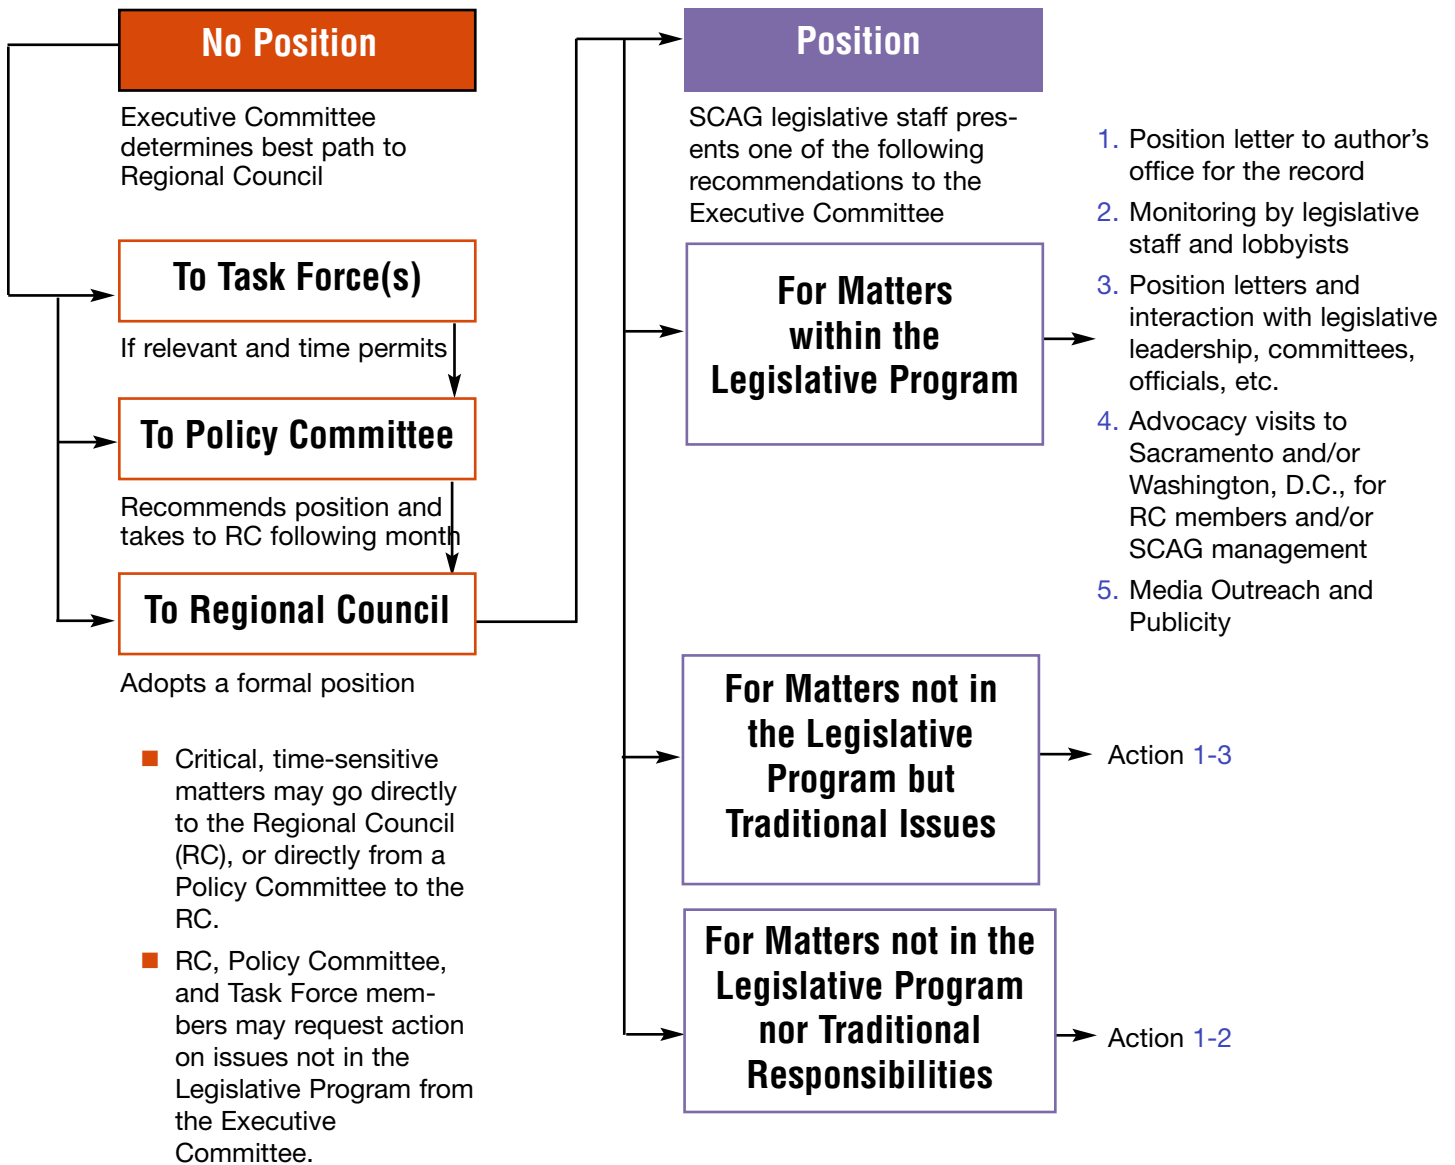 No Position
Executive Committee
determines best path to
Regional Council
To Task Force(s)
If relevant and time permits
To Policy Committee
Recommends position and
takes to RC following month
To Regional Council
Adopts a formal position
■ Critical, time-sensitive
matters may go directly
to the Regional Council
(RC), or directly from a
Policy Committee to the
RC.
■ RC, Policy Committee,
and Task Force mem-
bers may request action
on issues not in the
Legislative Program from
the Executive
Committee.
Position
SCAG legislative staff pres-
ents one of the following
recommendations to the
Executive Committee
For Matters
within the
Legislative Program
1. Position letter to author’s
office for the record
2. Monitoring by legislative
staff and lobbyists
3. Position letters and
interaction with legislative
leadership, committees,
officials, etc.
4. Advocacy visits to
Sacramento and/or
Washington, D.C., for
RC members and/or
SCAG management
5. Media Outreach and
Publicity
For Matters not in
the Legislative
Program but
Traditional Issues
Action 1-3
For Matters not in the
Legislative Program
nor Traditional
Responsibilities
Action 1-2